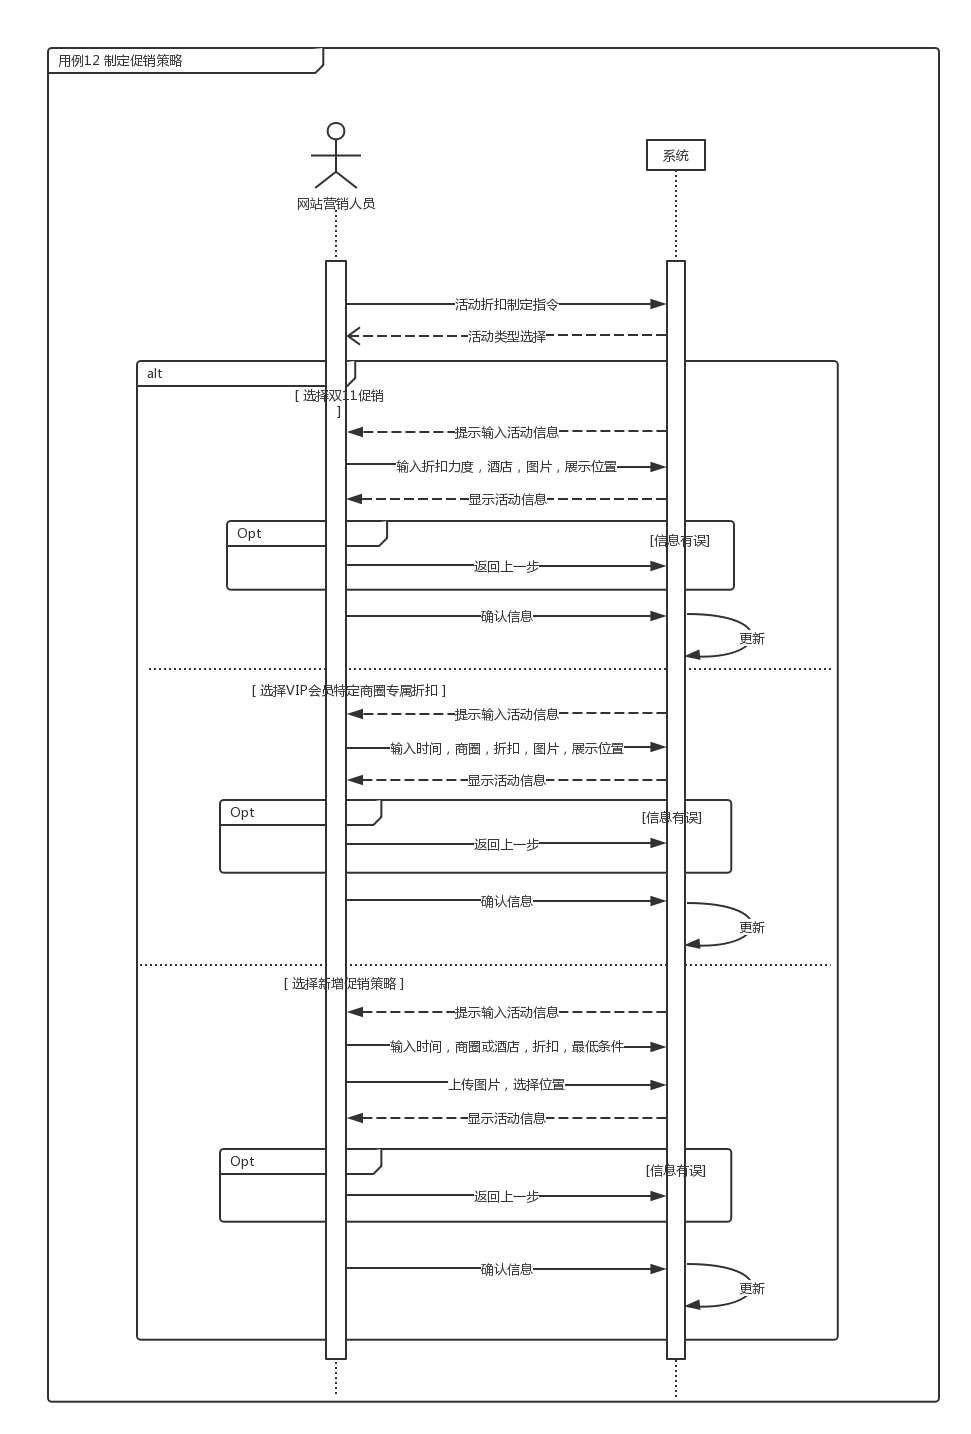 用例12 制定促销策略
系统
网站营销人员
活动折扣制定指令
活动类型选择
alt
[ 选择双11促销
]
提示输入活动信息
输入折扣力度，酒店，图片，展示位置
显示活动信息
Opt
[信息有误]
返回上一步
确认信息
更新
[ 选择VIP会员特定商圈专属折扣 ]
提示输入活动信息
输入时间，商圈，折扣，图片，展示位置
显示活动信息
Opt
[信息有误]
返回上一步
确认信息
更新
[ 选择新增促销策略 ]
提示输入活动信息
输入时间，商圈或酒店，折扣，最低条件
上传图片，选择位置
显示活动信息
Opt
[信息有误]
返回上一步
确认信息
更新